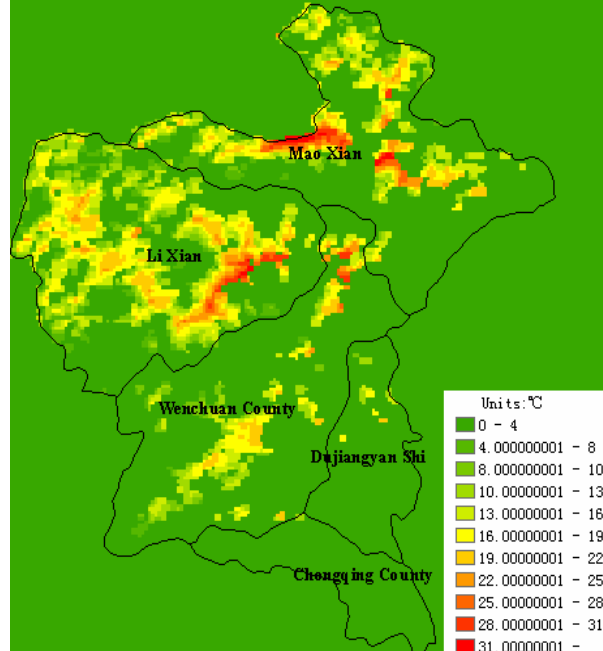 Mao Xian
Li Xian
Wenchuan County
Dujiangyan Shi
Chongqing County
Units:℃
0 - 4
4.000000001 - 8
8.00000001 - 10
10.00000001 - 13
13.00000001 - 16
16.00000001 - 19
19.00000001 - 22
22.00000001 - 25
25.00000001 - 28
28.00000001 - 31
31.00000001 -